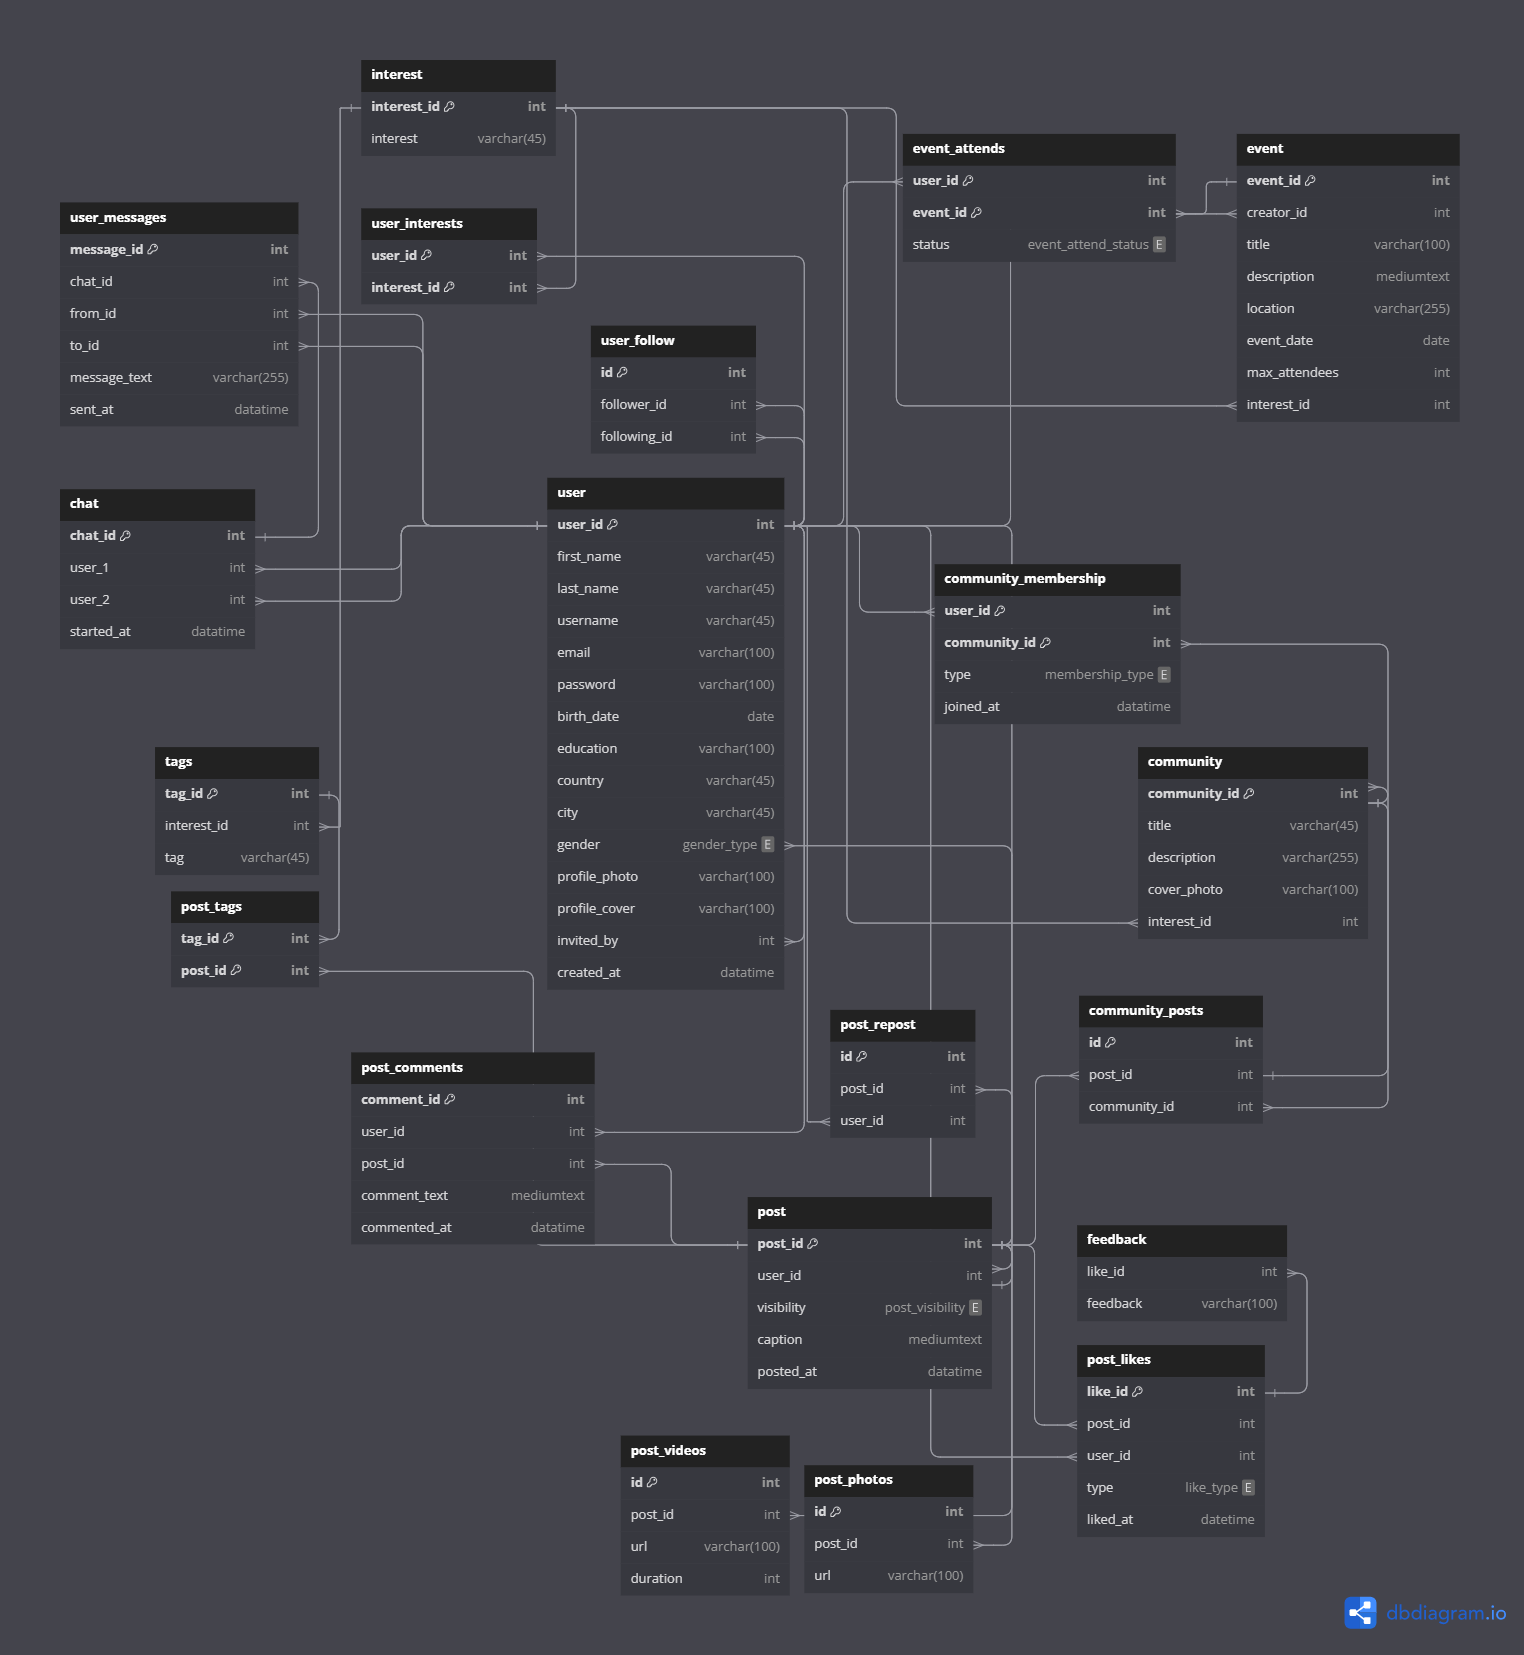 interest
interest_id int
interest varchar(45)
user_messages
message_id int
chat_id int
from_id int
to_id int
message_text varchar(255)
sent_at datatime
user_interests
user_id int
interest_id int
event_attends
user_id int
event_id int
status event_attend_status E
event
event_id int
creator_id int
title varchar(100)
description mediumtext
location varchar(255)
event_date date
max_attendees int
interest_id int
user_follow
id int
follower_id int
following_id int
chat
chat_id int
user_1 int
user_2 int
started_at datatime
user
user_id int
first_name varchar(45)
last_name varchar(45)
username varchar(45)
email varchar(100)
password varchar(100)
birth_date date
education varchar(100)
country varchar(45)
city varchar(45)
gender gender_type E
profile_photo varchar(100)
profile_cover varchar(100)
invited_by int
created_at datatime
community_membership
user_id int
community_id int
type membership_type E
joined_at datatime
tags
tag_id int
interest_id int
tag varchar(45)
community
community_id int
title varchar(45)
description varchar(255)
cover_photo varchar(100)
interest_id int
post_tags
tag_id int
post_id int
post_repost
id int
post_id int
user_id int
community_posts
id int
post_id int
community_id int
post_comments
comment_id int
user_id int
post_id int
comment_text mediumtext
commented_at datatime
post
post_id int
user_id int
visibility post_visibility E
caption mediumtext
posted_at datatime
feedback
like_id int
feedback varchar(100)
post_likes
like_id int
post_id int
user_id int
type like_type E
liked_at datetime
post_videos
id int
post_id int
url varchar(100)
duration int
post_photos
id int
post_id int
url varchar(100)
dbdiagram.io